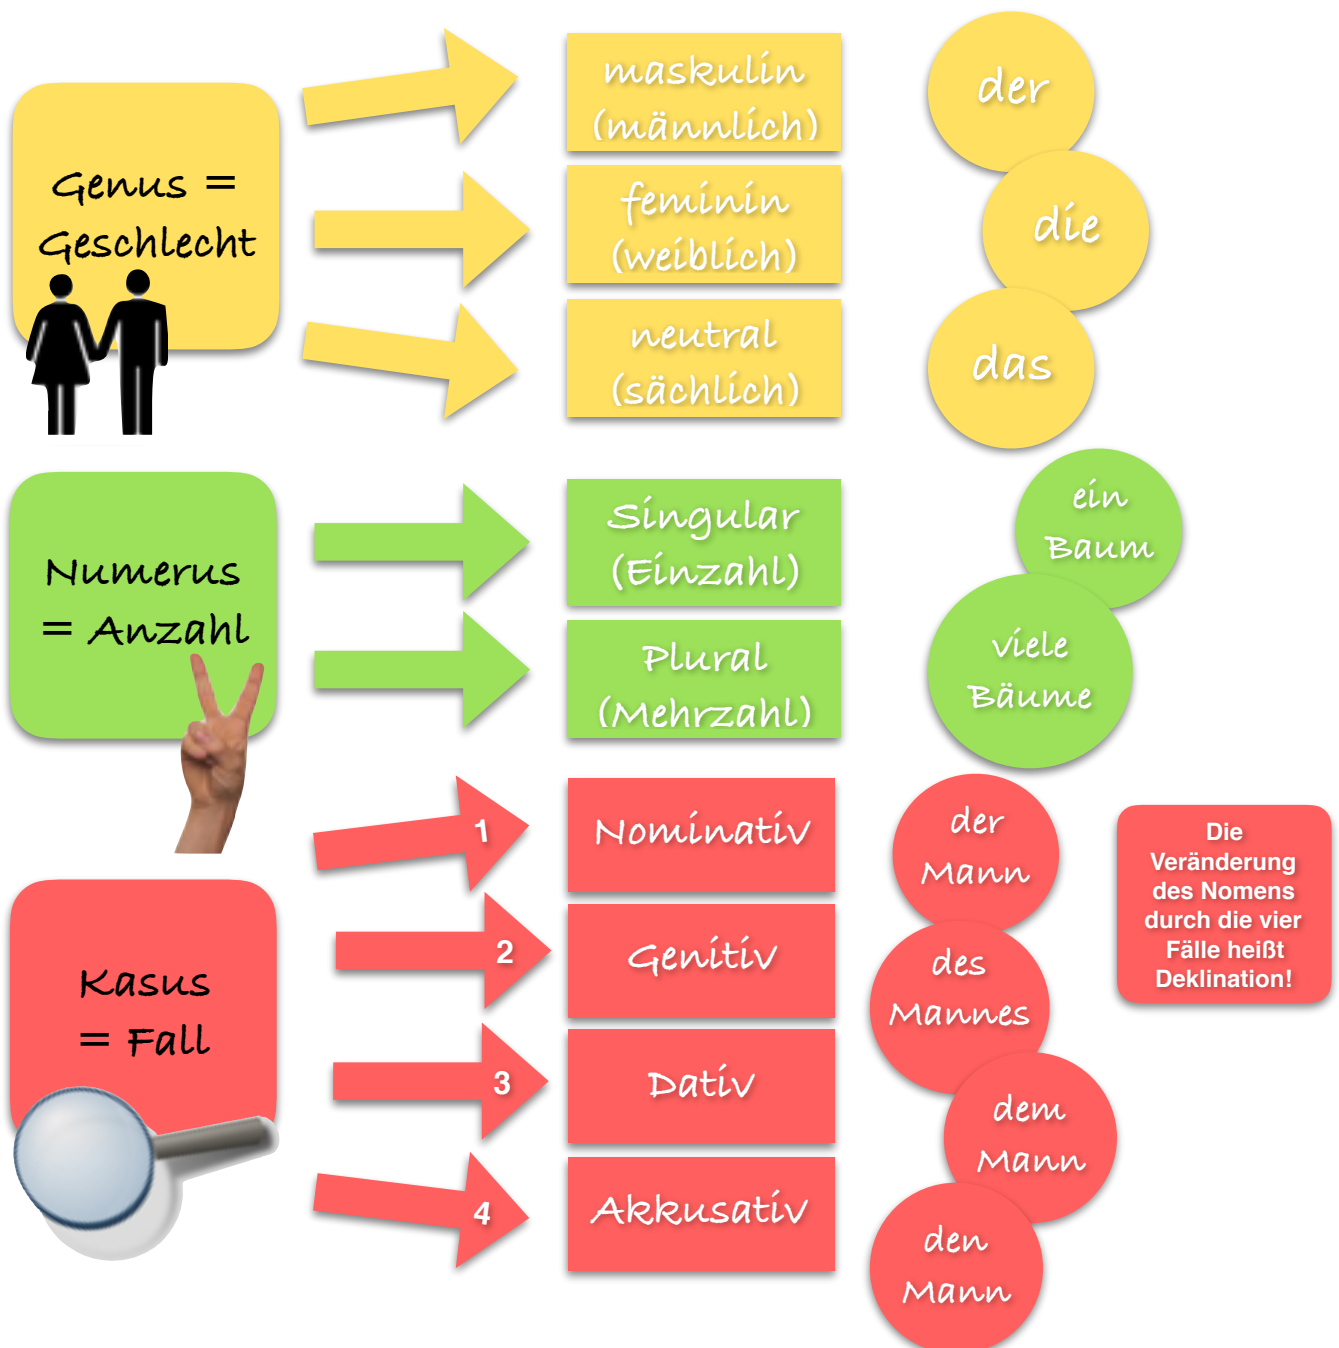 Genus =
Geschlecht
maskulin
(männlich)
der
feminin
(weiblich)
die
neutral
(sächlich)
das
Numerus
= Anzahl
Singular
(Einzahl)
ein
Baum
Plural
(Mehrzahl)
viele
Bäume
Kasus
= Fall
1
Nominativ
der
Mann
2
Genitiv
des
Mannes
3
Dativ
dem
Mann
4
Akkusativ
den
Mann
Die
Veränderung
des Nomens
durch die vier
Fälle heißt
Deklination!